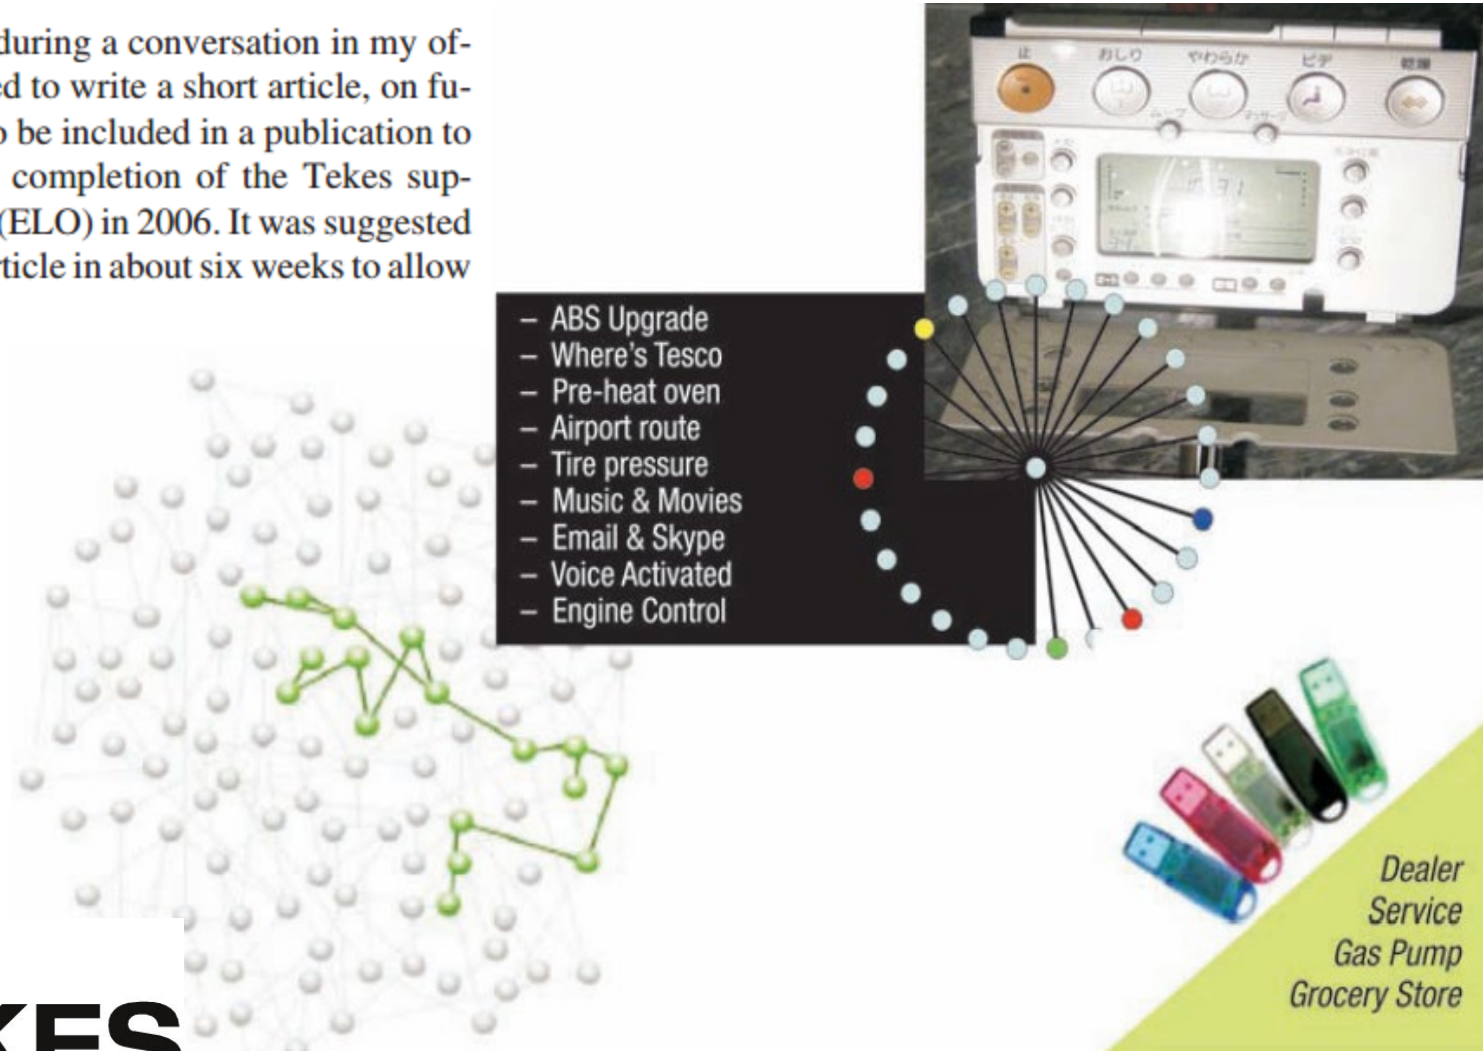 during a conversation in my of-
ed to write a short article, on fu-
o be included in a publication to
completion of the Tekes sup-
(ELO) in 2006. It was suggested
rticle in about six weeks to allow
止 おしり やわらか ビデ 乾燥
– ABS Upgrade
– Where's Tesco
– Pre-heat oven
– Airport route
– Tire pressure
– Music & Movies
– Email & Skype
– Voice Activated
– Engine Control
Dealer
Service
Gas Pump
Grocery Store
KES